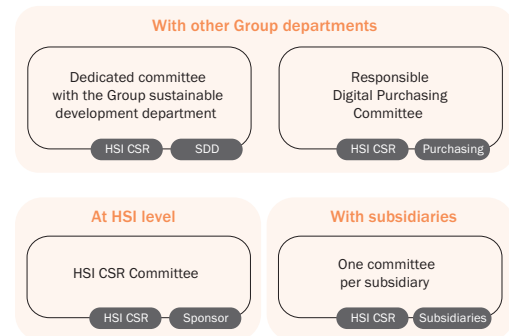 With other Group departments
Dedicated committee
with the Group sustainable
development department
HSI CSR
SDD
Responsible
Digital Purchasing
Committee
HSI CSR
Purchasing
At HSI level
HSI CSR Committee
HSI CSR
Sponsor
With subsidiaries
One committee
per subsidiary
HSI CSR
Subsidiaries